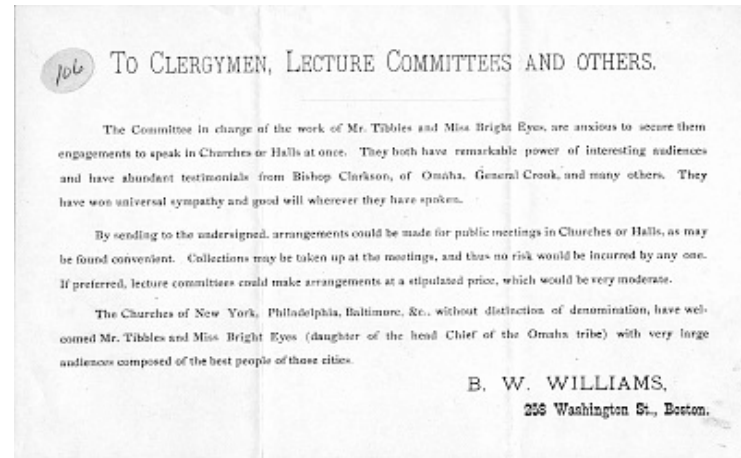 106
TO CLERGYMEN, LECTURE COMMITTEES AND OTHERS.
The Committee in charge of the work of Mr. Tibbles and Miss Bright Eyes, are anxious to secure them
engagements to speak in Churches or Halls at once. They both have remarkable power of interesting audiences
and have abundant testimonials from Bishop Clarkson, of Omaha, General Crook, and many others. They
have won universal sympathy and good will wherever they have spoken.
By sending to the undersigned, arrangements could be made for public meetings in Churches or Halls, as may
be found convenient. Collections may be taken up at the meetings, and thus no risk would be incurred by any one.
If preferred, lecture committees could make arrangements at a stipulated price, which would be very moderate.
The Churches of New York, Philadelphia, Baltimore, &c., without distinction of denomination, have wel-
comed Mr. Tibbles and Miss Bright Eyes (daughter of the head Chief of the Omaha tribe) with very large
audiences composed of the best people of those cities.
B. W. WILLIAMS,
258 Washington St., Boston.